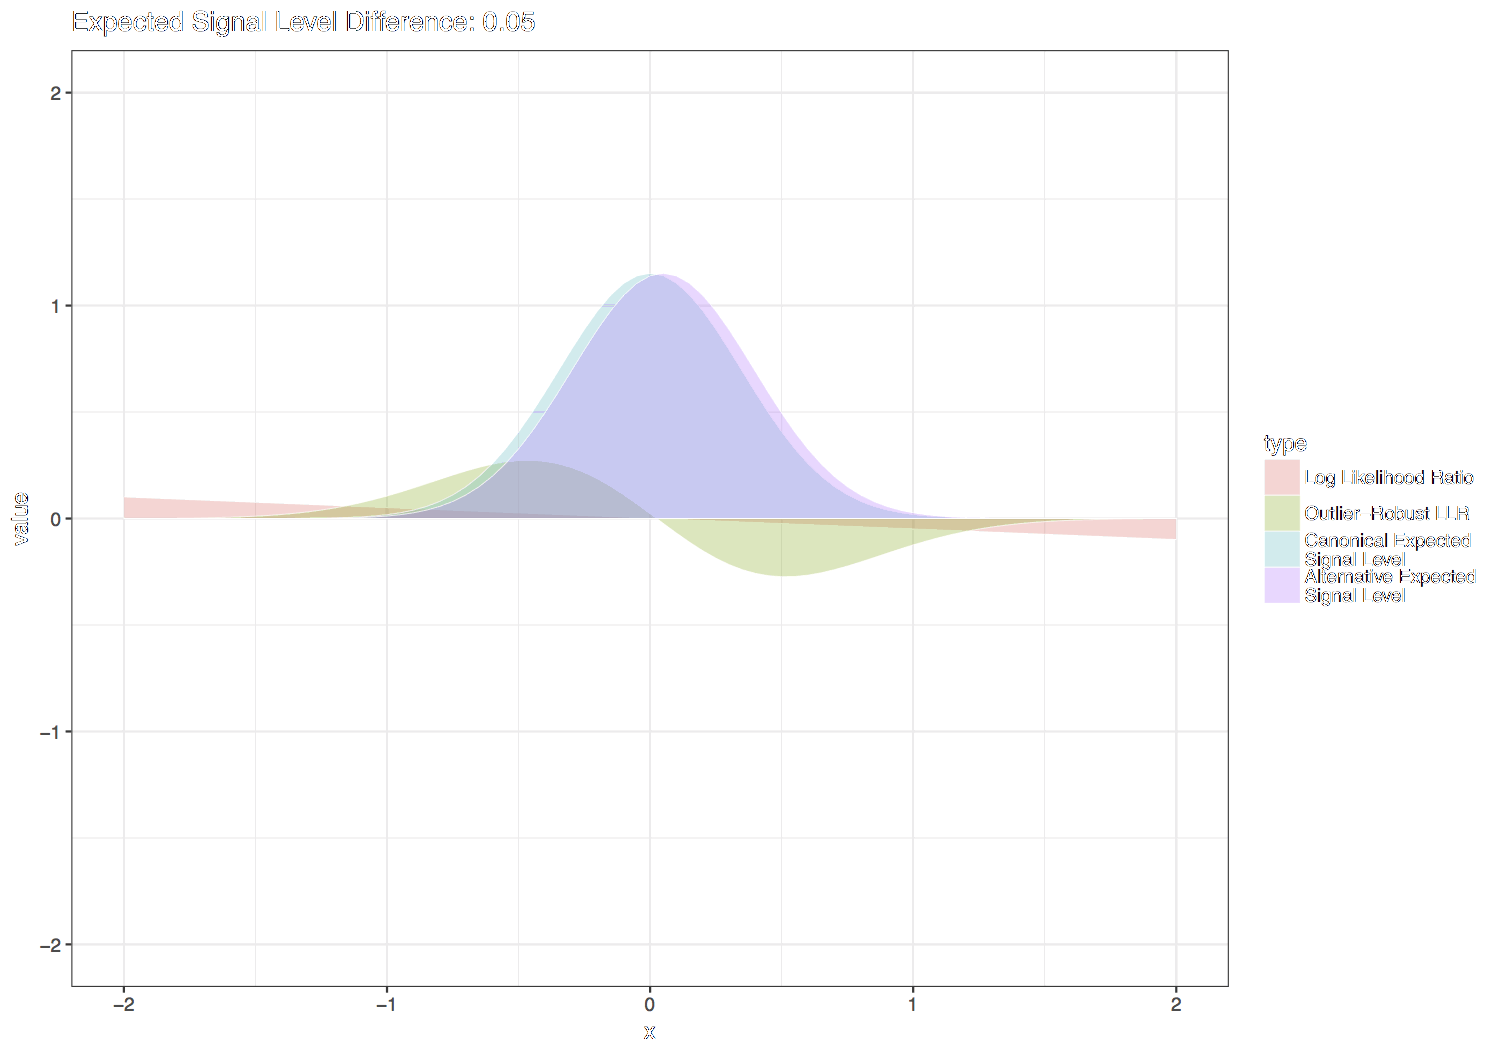 Expected Signal Level Difference: 0.05
2
1
0
−1
−2
value
−2
−1
0
1
2
x
type
Log Likelihood Ratio
Outlier−Robust LLR
Canonical Expected
Signal Level
Alternative Expected
Signal Level